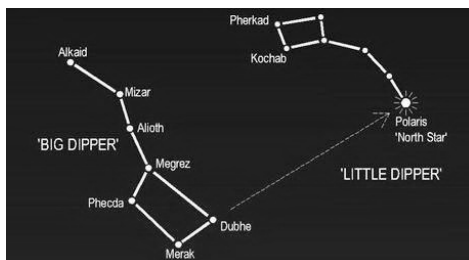 Pherkad
Kochab
Alkaid
Mizar
Polaris
'North Star'
Alioth
'BIG DIPPER'
Megrez
'LITTLE DIPPER'
Phecda
Dubhe
Merak